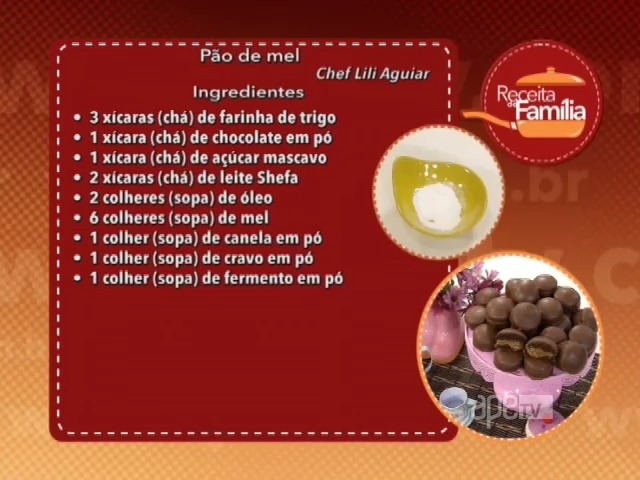 Pão de mel
Chef Lili Aguiar
Ingredientes
• 3 xícaras (chá) de farinha de trigo
• 1 xícara (chá) de chocolate em pó
• 1 xícara (chá) de açúcar mascavo
• 2 xícaras (chá) de leite Shefa
• 2 colheres (sopa) de óleo
• 6 colheres (sopa) de mel
• 1 colher (sopa) de canela em pó
• 1 colher (sopa) de cravo em pó
• 1 colher (sopa) de fermento em pó
Receita
da Família
.br